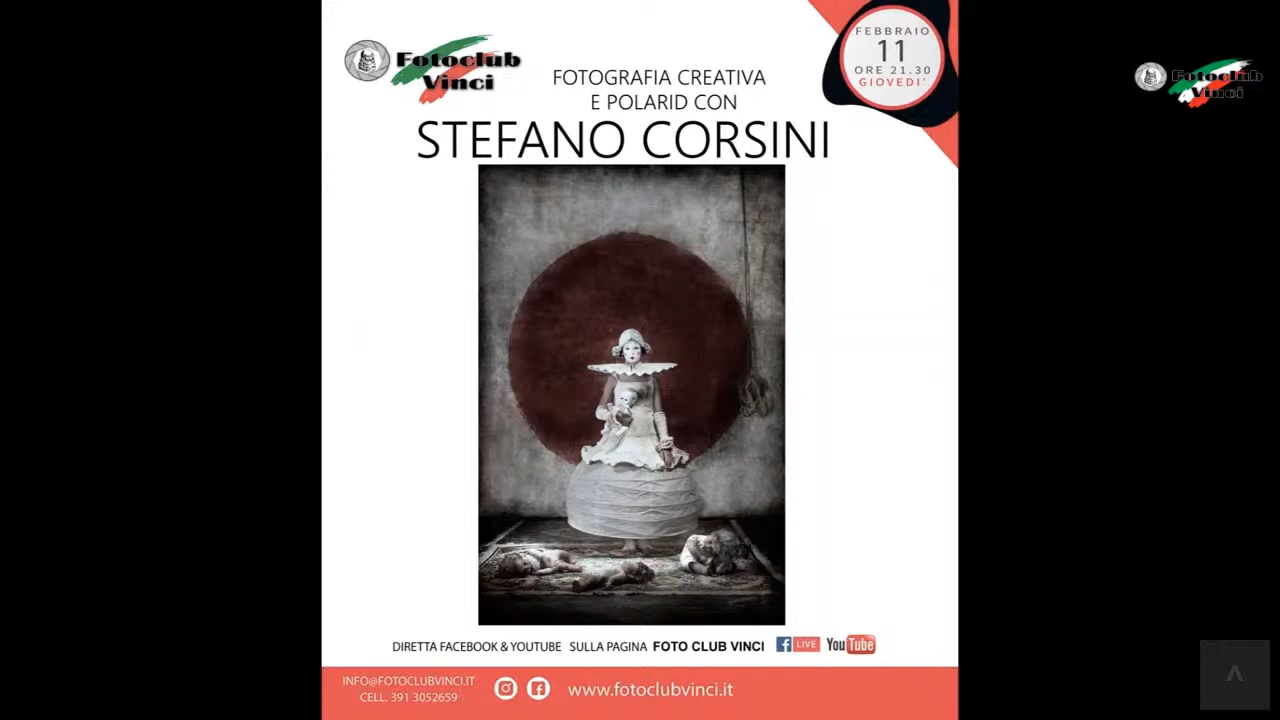 Fotoclub
Vinci
FOTOGRAFIA CREATIVA
E POLARID CON
STEFANO CORSINI
FEBBRAIO
11
ORE 21.30
GIOVEDI'
Fotoclub
Vinci
DIRETTA FACEBOOK & YOUTUBE SULLA PAGINA FOTO CLUB VINCI f LIVE YouTube
INFO@FOTOCLUBVINCI.IT
CELL. 391 3052659
www.fotoclubvinci.it